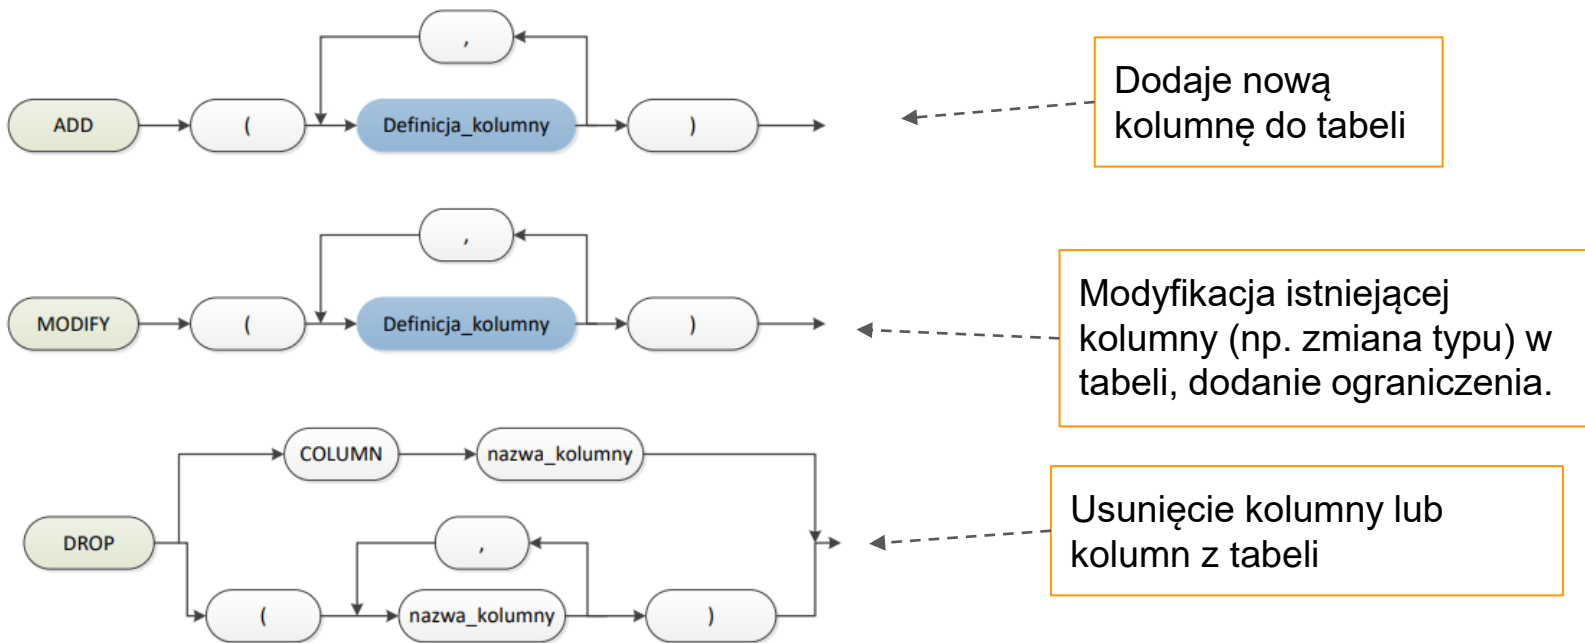 ,
ADD ( Definicja_kolumny )
Dodaje nową
kolumnę do tabeli
,
MODIFY ( Definicja_kolumny )
Modyfikacja istniejącej
kolumny (np. zmiana typu) w
tabeli, dodanie ograniczenia.
COLUMN nazwa_kolumny
DROP
,
( nazwa_kolumny )
Usunięcie kolumny lub
kolumn z tabeli